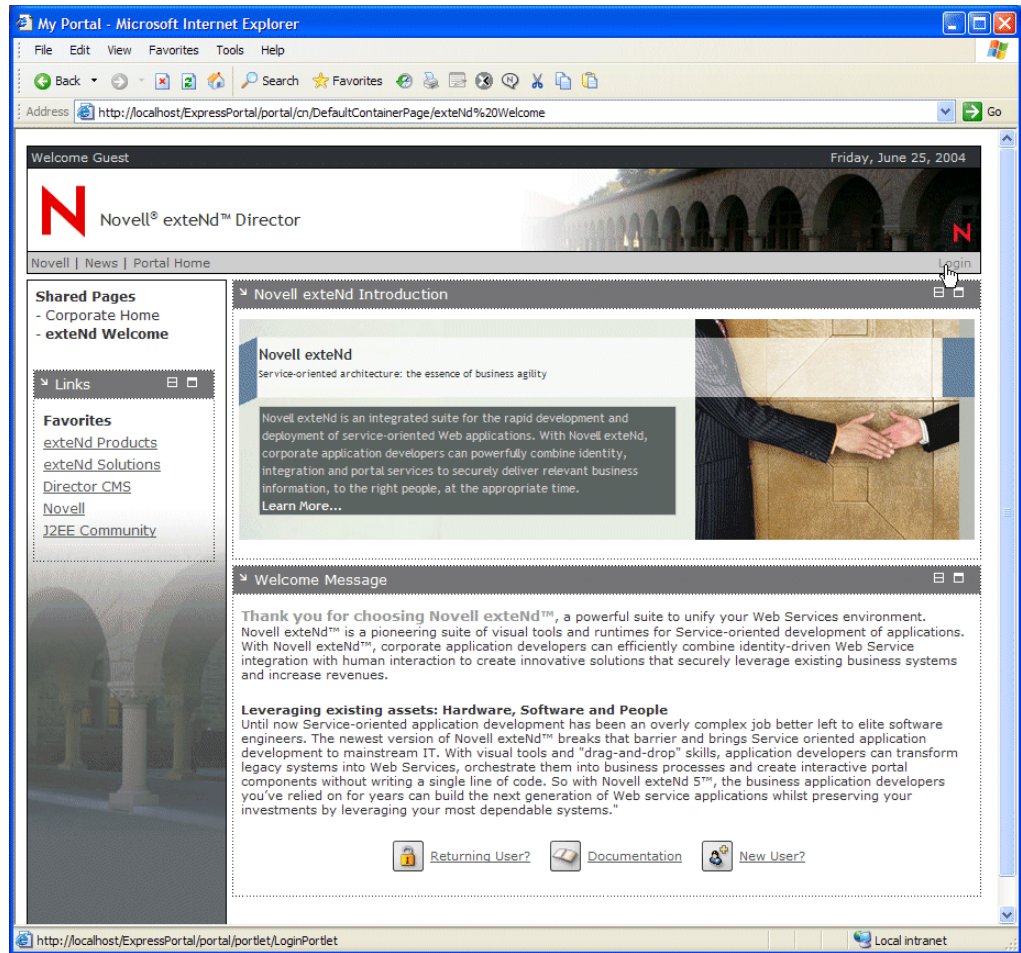 My Portal - Microsoft Internet Explorer
File Edit View Favorites Tools Help
Back Search Favorites
Address http://localhost/ExpressPortal/portal/cn/DefaultContainerPage/exteNd%20Welcome Go
Welcome Guest Friday, June 25, 2004
N Novell® exteNd™ Director N
Novell | News | Portal Home Login
Shared Pages
- Corporate Home
- exteNd Welcome
Links
Favorites
exteNd Products
exteNd Solutions
Director CMS
Novell
J2EE Community
Novell exteNd Introduction
Novell exteNd
Service-oriented architecture: the essence of business agility
Novell exteNd is an integrated suite for the rapid development and
deployment of service-oriented Web applications. With Novell exteNd,
corporate application developers can powerfully combine identity,
integration and portal services to securely deliver relevant business
information, to the right people, at the appropriate time.
Learn More...
Welcome Message
Thank you for choosing Novell exteNd™, a powerful suite to unify your Web Services environment.
Novell exteNd™ is a pioneering suite of visual tools and runtimes for Service-oriented development of applications.
With Novell exteNd™, corporate application developers can efficiently combine identity-driven Web Service
integration with human interaction to create innovative solutions that securely leverage existing business systems
and increase revenues.
Leveraging existing assets: Hardware, Software and People
Until now Service-oriented application development has been an overly complex job better left to elite software
engineers. The newest version of Novell exteNd™ breaks that barrier and brings Service oriented application
development to mainstream IT. With visual tools and "drag-and-drop" skills, application developers can transform
legacy systems into Web Services, orchestrate them into business processes and create interactive portal
components without writing a single line of code. So with Novell exteNd 5™, the business application developers
you've relied on for years can build the next generation of Web service applications whilst preserving your
investments by leveraging your most dependable systems."
Returning User? Documentation New User?
http://localhost/ExpressPortal/portal/portlet/LoginPortlet Local intranet